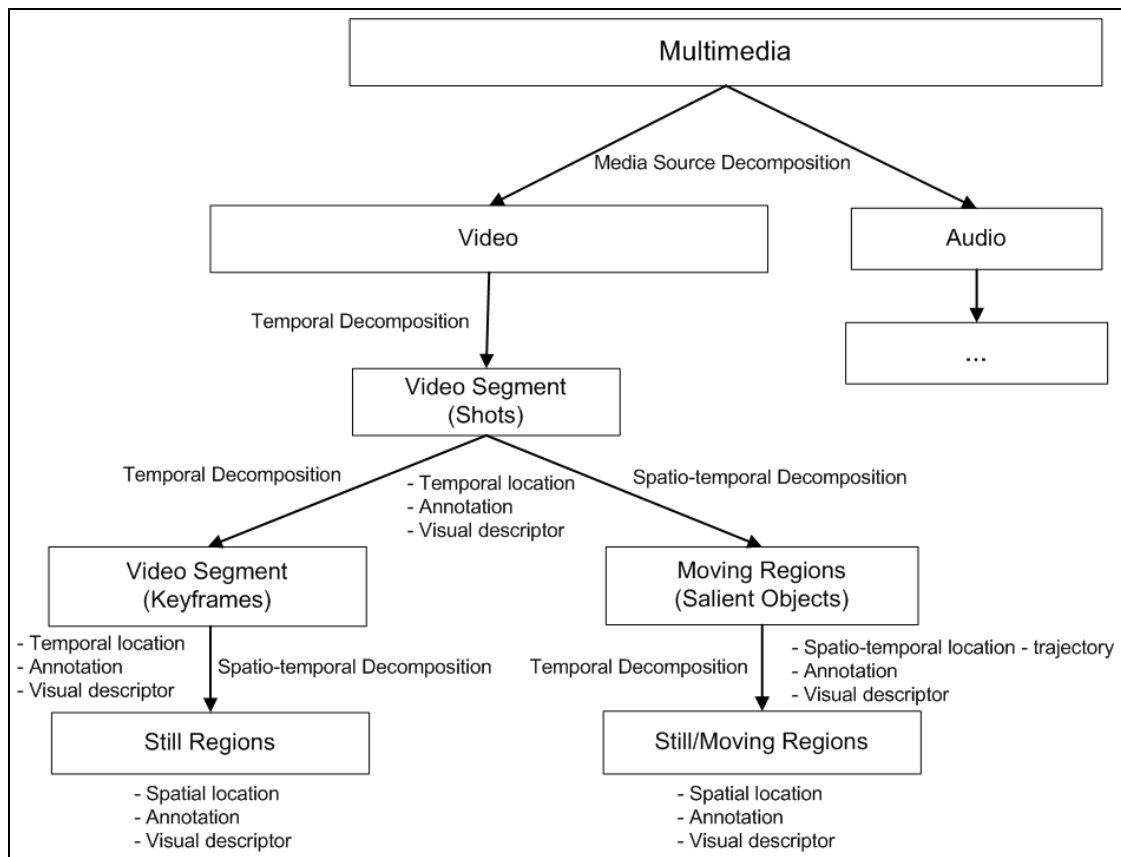 Multimedia
Media Source Decomposition
Video
Audio
Temporal Decomposition
...
Video Segment
(Shots)
Temporal Decomposition
- Temporal location
- Annotation
- Visual descriptor
Spatio-temporal Decomposition
Video Segment
(Keyframes)
Moving Regions
(Salient Objects)
- Temporal location
- Annotation
- Visual descriptor
Spatio-temporal Decomposition
Temporal Decomposition
- Spatio-temporal location - trajectory
- Annotation
- Visual descriptor
Still Regions
Still/Moving Regions
- Spatial location
- Annotation
- Visual descriptor
- Spatial location
- Annotation
- Visual descriptor